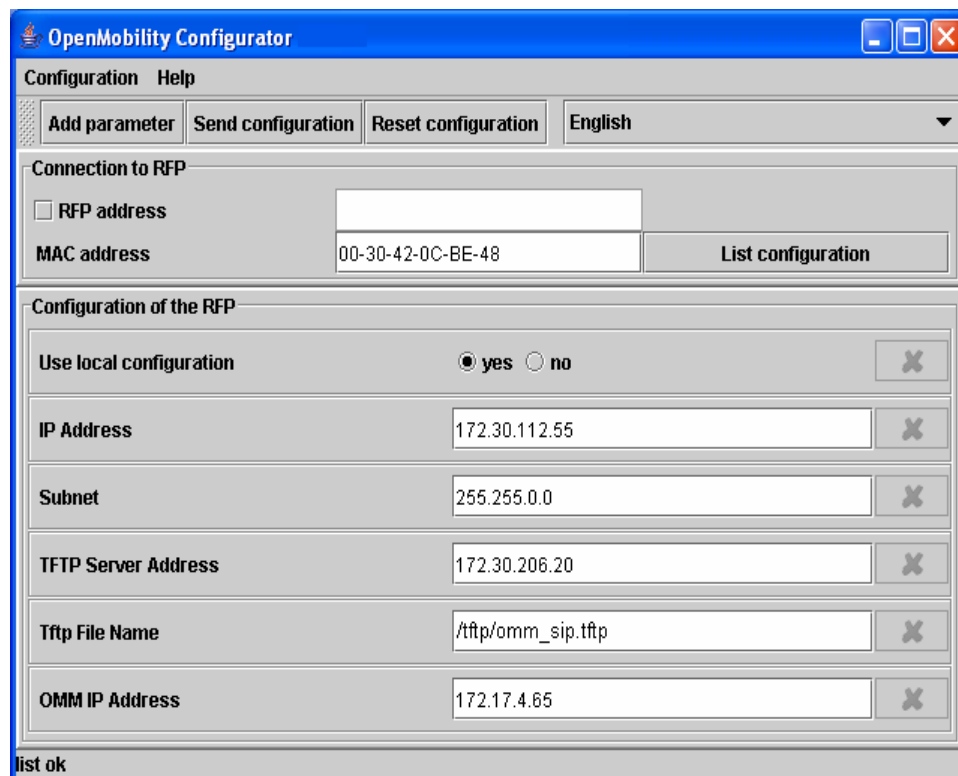 OpenMobility Configurator
Configuration Help
Add parameter Send configuration Reset configuration English
Connection to RFP
RFP address
MAC address 00-30-42-0C-BE-48 List configuration
Configuration of the RFP
Use local configuration yes no
IP Address 172.30.112.55
Subnet 255.255.0.0
TFTP Server Address 172.30.206.20
Tftp File Name /tftp/omm_sip.tftp
OMM IP Address 172.17.4.65
list ok